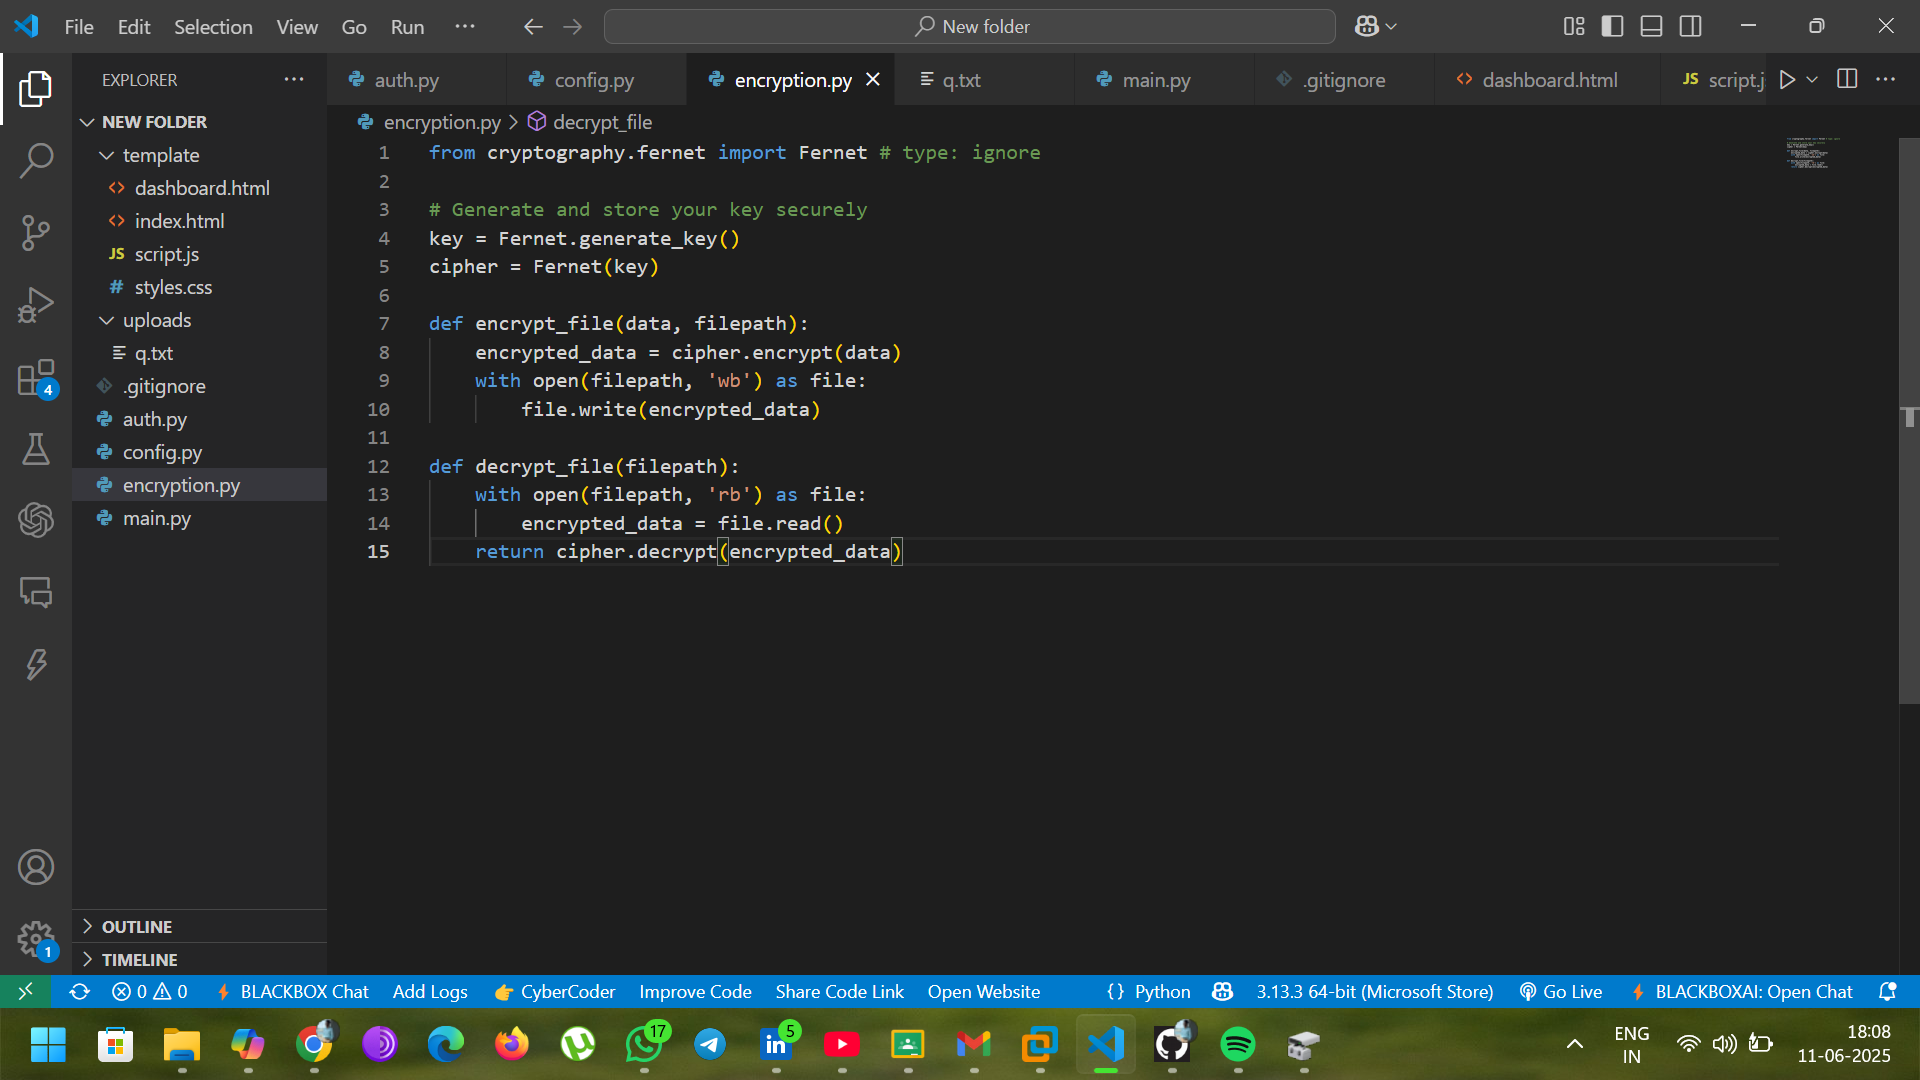 File Edit Selection View Go Run ··· New folder
EXPLORER ···
NEW FOLDER
template
dashboard.html
index.html
JS script.js
# styles.css
uploads
q.txt
.gitignore
auth.py
config.py
encryption.py
main.py
OUTLINE
TIMELINE
4
1
auth.py config.py encryption.py q.txt main.py .gitignore dashboard.html JS script.j
encryption.py > decrypt_file
1 from cryptography.fernet import Fernet # type: ignore
2
3 # Generate and store your key securely
4 key = Fernet.generate_key()
5 cipher = Fernet(key)
6
7 def encrypt_file(data, filepath):
8 encrypted_data = cipher.encrypt(data)
9 with open(filepath, 'wb') as file:
10 file.write(encrypted_data)
11
12 def decrypt_file(filepath):
13 with open(filepath, 'rb') as file:
14 encrypted_data = file.read()
15 return cipher.decrypt(encrypted_data)
0 0 BLACKBOX Chat Add Logs CyberCoder Improve Code Share Code Link Open Website {} Python 3.13.3 64-bit (Microsoft Store) Go Live BLACKBOXAI: Open Chat
17 5 in
ENG
IN
18:08
11-06-2025